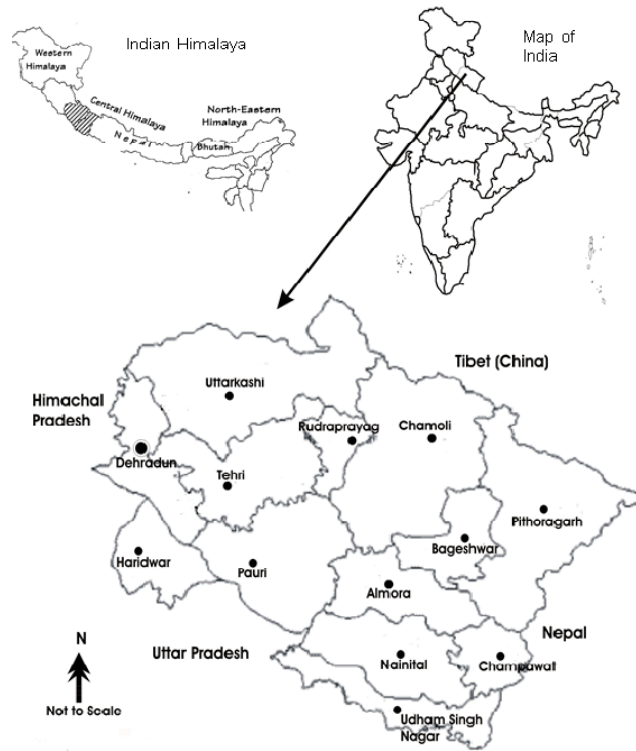 Indian Himalaya
Map of
India
Western
Himalaya
Central Himalaya
North-Eastern
Himalaya
Nepal
Bhutan
Tibet (China)
Himachal
Pradesh
Uttarkashi
Rudraprayag
Chamoli
Dehradun
Tehri
Pithoragarh
Bageshwar
Haridwar
Pauri
Almora
Nepal
N
Uttar Pradesh
Nainital
Champawatl
Not to Scale
Udham Singh
Nagar